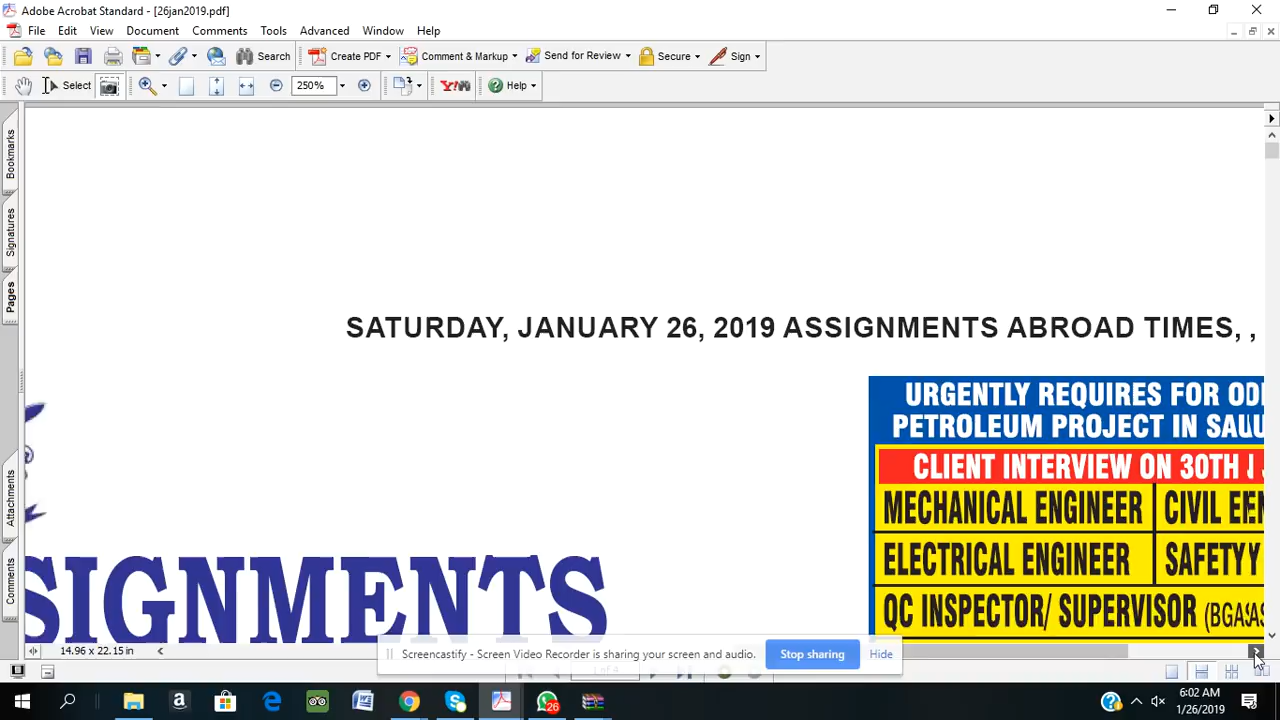 Adobe Acrobat Standard - [26jan2019.pdf]
File Edit View Document Comments Tools Advanced Window Help
Search Create PDF Comment & Markup Send for Review Secure Sign
Select 250% Help
Bookmarks
Signatures
Pages
Attachments
Comments
SATURDAY, JANUARY 26, 2019 ASSIGNMENTS ABROAD TIMES, ,
URGENTLY REQUIRES FOR
PETROLEUM PROJECT IN
CLIENT INTERVIEW ON 30TH
MECHANICAL ENGINEER CIVIL
ELECTRICAL ENGINEER SAFETY
QC INSPECTOR/ SUPERVISOR
SIGNMENTS
14.96 x 22.15 in
Screencastify - Screen Video Recorder is sharing your screen and audio. Stop sharing Hide
26
6:02 AM
1/26/2019